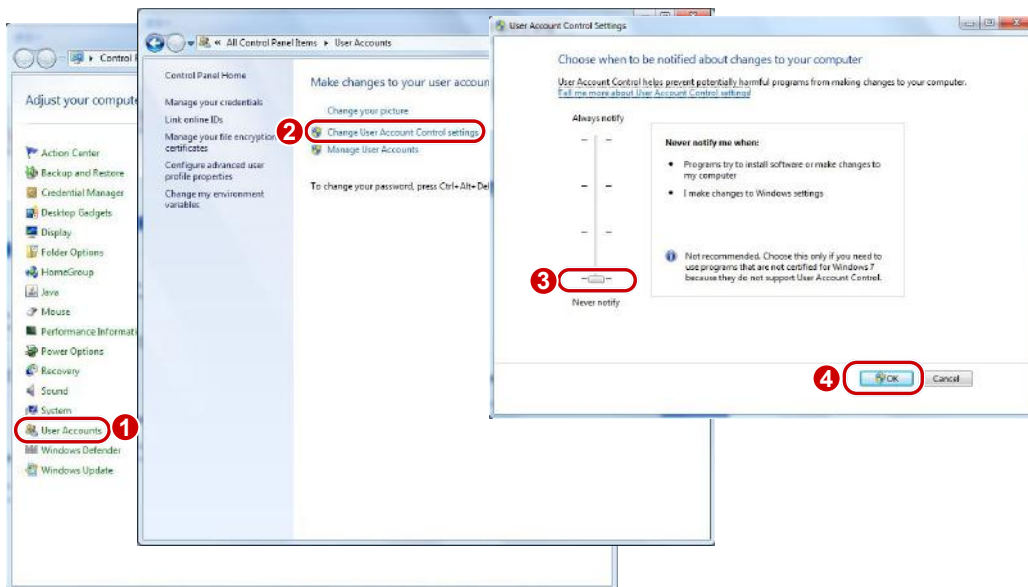 Control
Adjust your compute
Action Center
Backup and Restore
Credential Manager
Desktop Gadgets
Display
Folder Options
HomeGroup
Java
Mouse
Performance Informati
Power Options
Recovery
Sound
System
User Accounts
1
Windows Defender
Windows Update
« All Control Panel Items ▸ User Accounts
Control Panel Home
Manage your credentials
Link online IDs
Manage your file encryption
certificates
Configure advanced user
profile properties
Change my environment
variables
Make changes to your user accoun
Change your picture
2
Change User Account Control settings
Manage User Accounts
To change your password, press Ctrl+Alt+Del
User Account Control Settings
Choose when to be notified about changes to your computer
User Account Control helps prevent potentially harmful programs from making changes to your computer.
Tell me more about User Account Control settings
Always notify
3
Never notify
Never notify me when:
• Programs try to install software or make changes to
my computer
• I make changes to Windows settings
Not recommended. Choose this only if you need to
use programs that are not certified for Windows 7
because they do not support User Account Control.
4
OK
Cancel